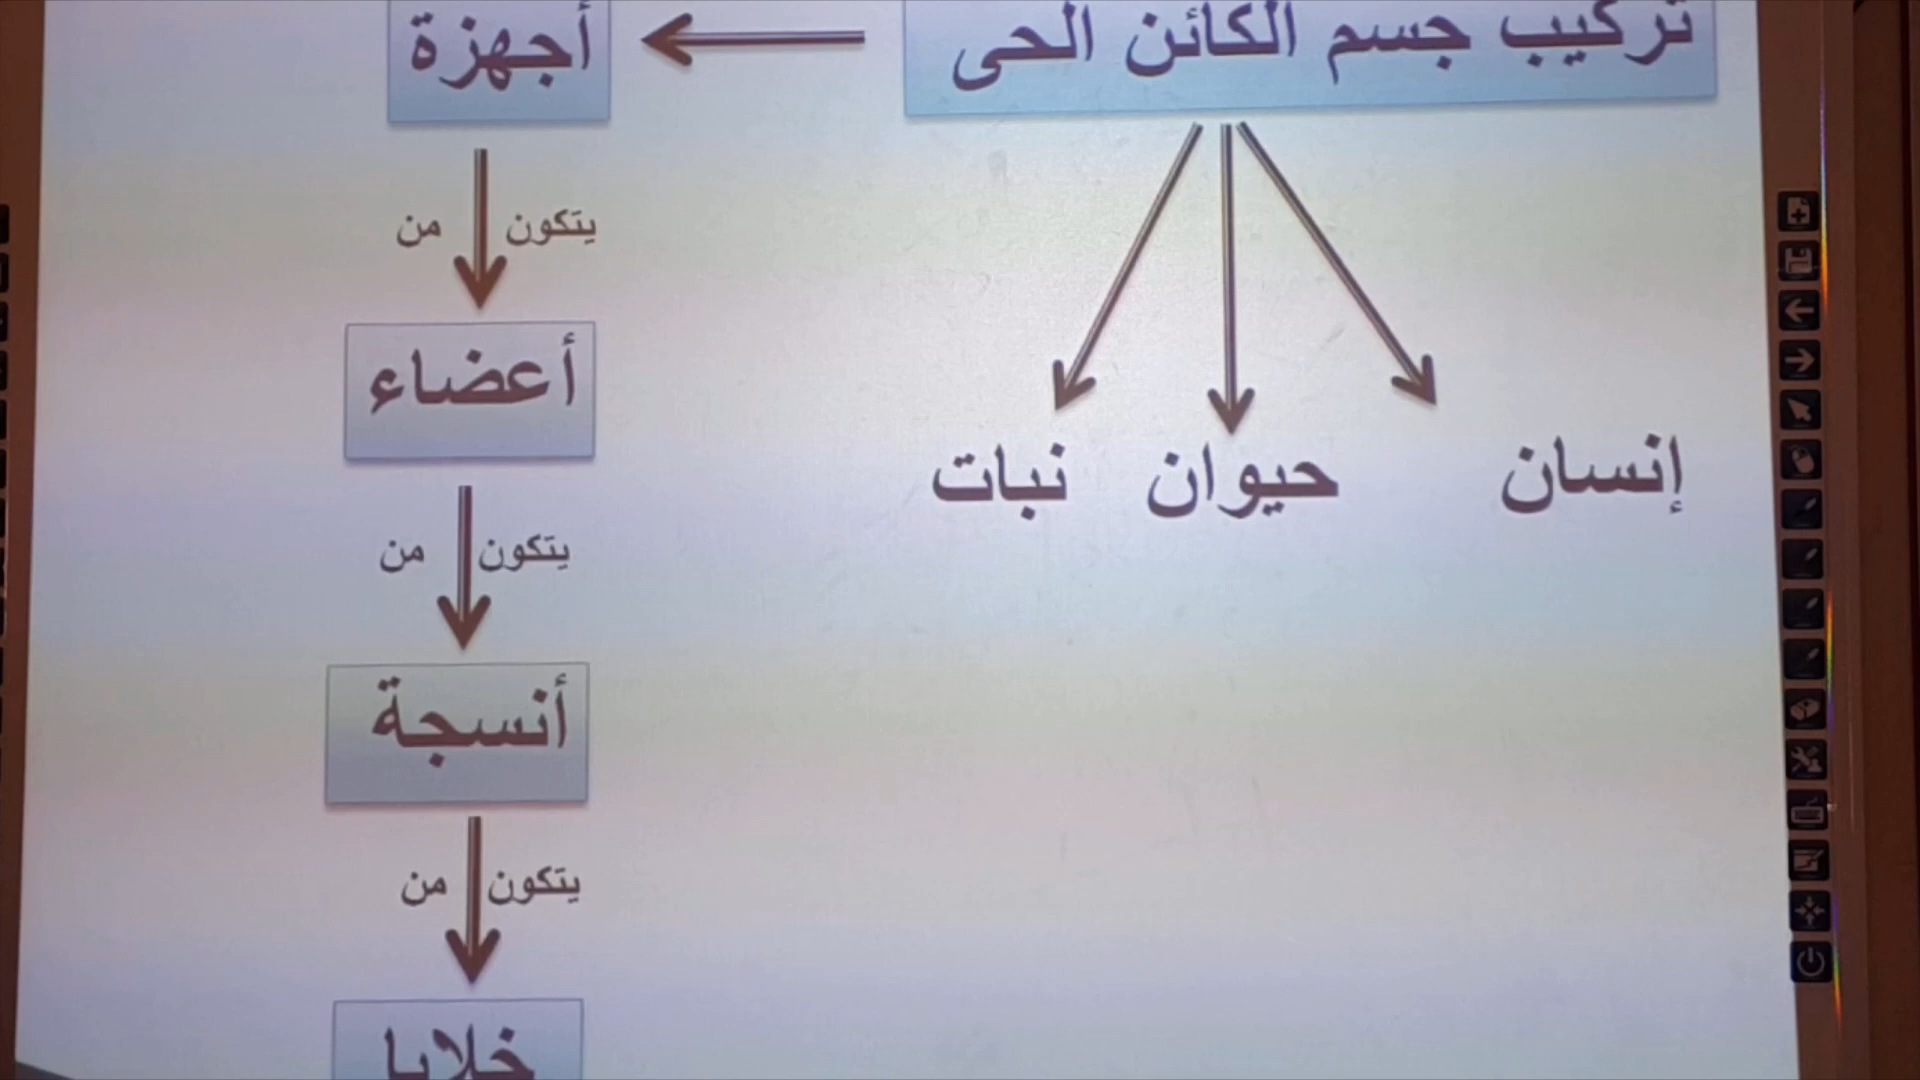 تركيب جسم الكائن الحى
أجهزة
إنسان
حيوان
نبات
يتكون من
أعضاء
يتكون من
أنسجة
يتكون من
خلايا